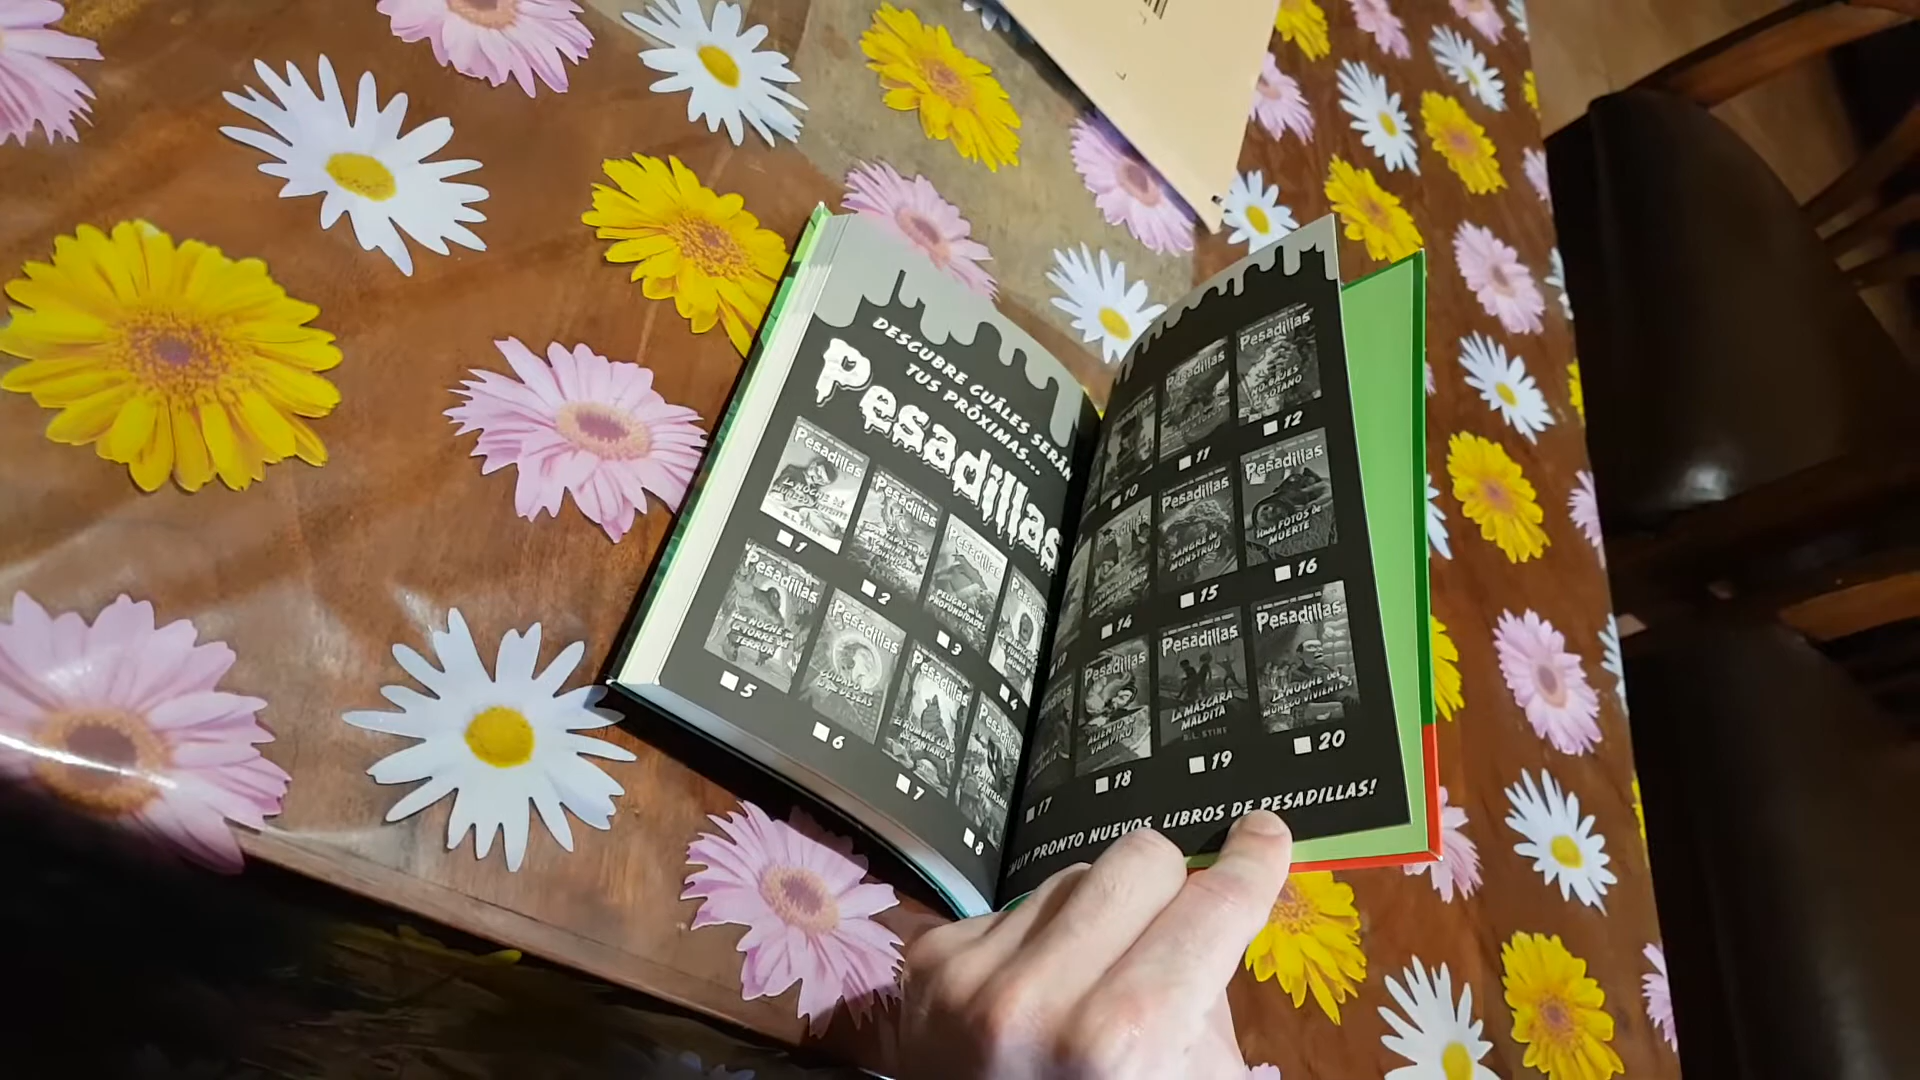 DESCUBRE CUÁLES SERÁN
TUS PRÓXIMAS...
Pesadillas
Pesadillas
LA NOCHE DEL
1
Pesadillas
2
Pesadillas
PELIGRO en las
PROFUNDIDADES
3
4
Pesadillas
Una NOCHE en
LA TORRE del
TERROR
5
Pesadillas
CUIDADO con
lo que DESEAS
6
Pesadillas
EL HOMBRE LOBO
del PANTANO
7
Pesadillas
PLAYA
FANTASMA
8
10
Pesadillas
11
Pesadillas
NO BAJES
al SÓTANO
12
13
Pesadillas
14
Pesadillas
SANGRE de
MONSTRUO
15
Pesadillas
Unas FOTOS de
MUERTE
16
17
Pesadillas
ALIENTO de
VAMPIRO
18
Pesadillas
LA MÁSCARA
MALDITA
R.L. STINE
19
Pesadillas
LA NOCHE DEL
MUÑECO VIVIENTE 2
20
¡MUY PRONTO NUEVOS LIBROS DE PESADILLAS!